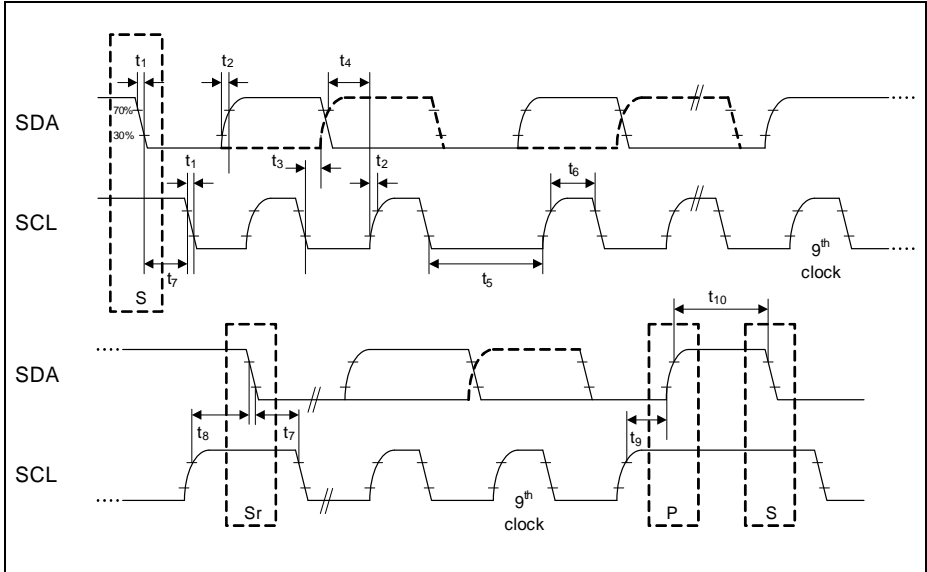 t1 t2 t4
SDA 70%
30%
t1 t3 t2 t6
SCL
t7 t5 9th
clock
S
t10
SDA
t8 t7 t9
SCL
Sr 9th
clock P S